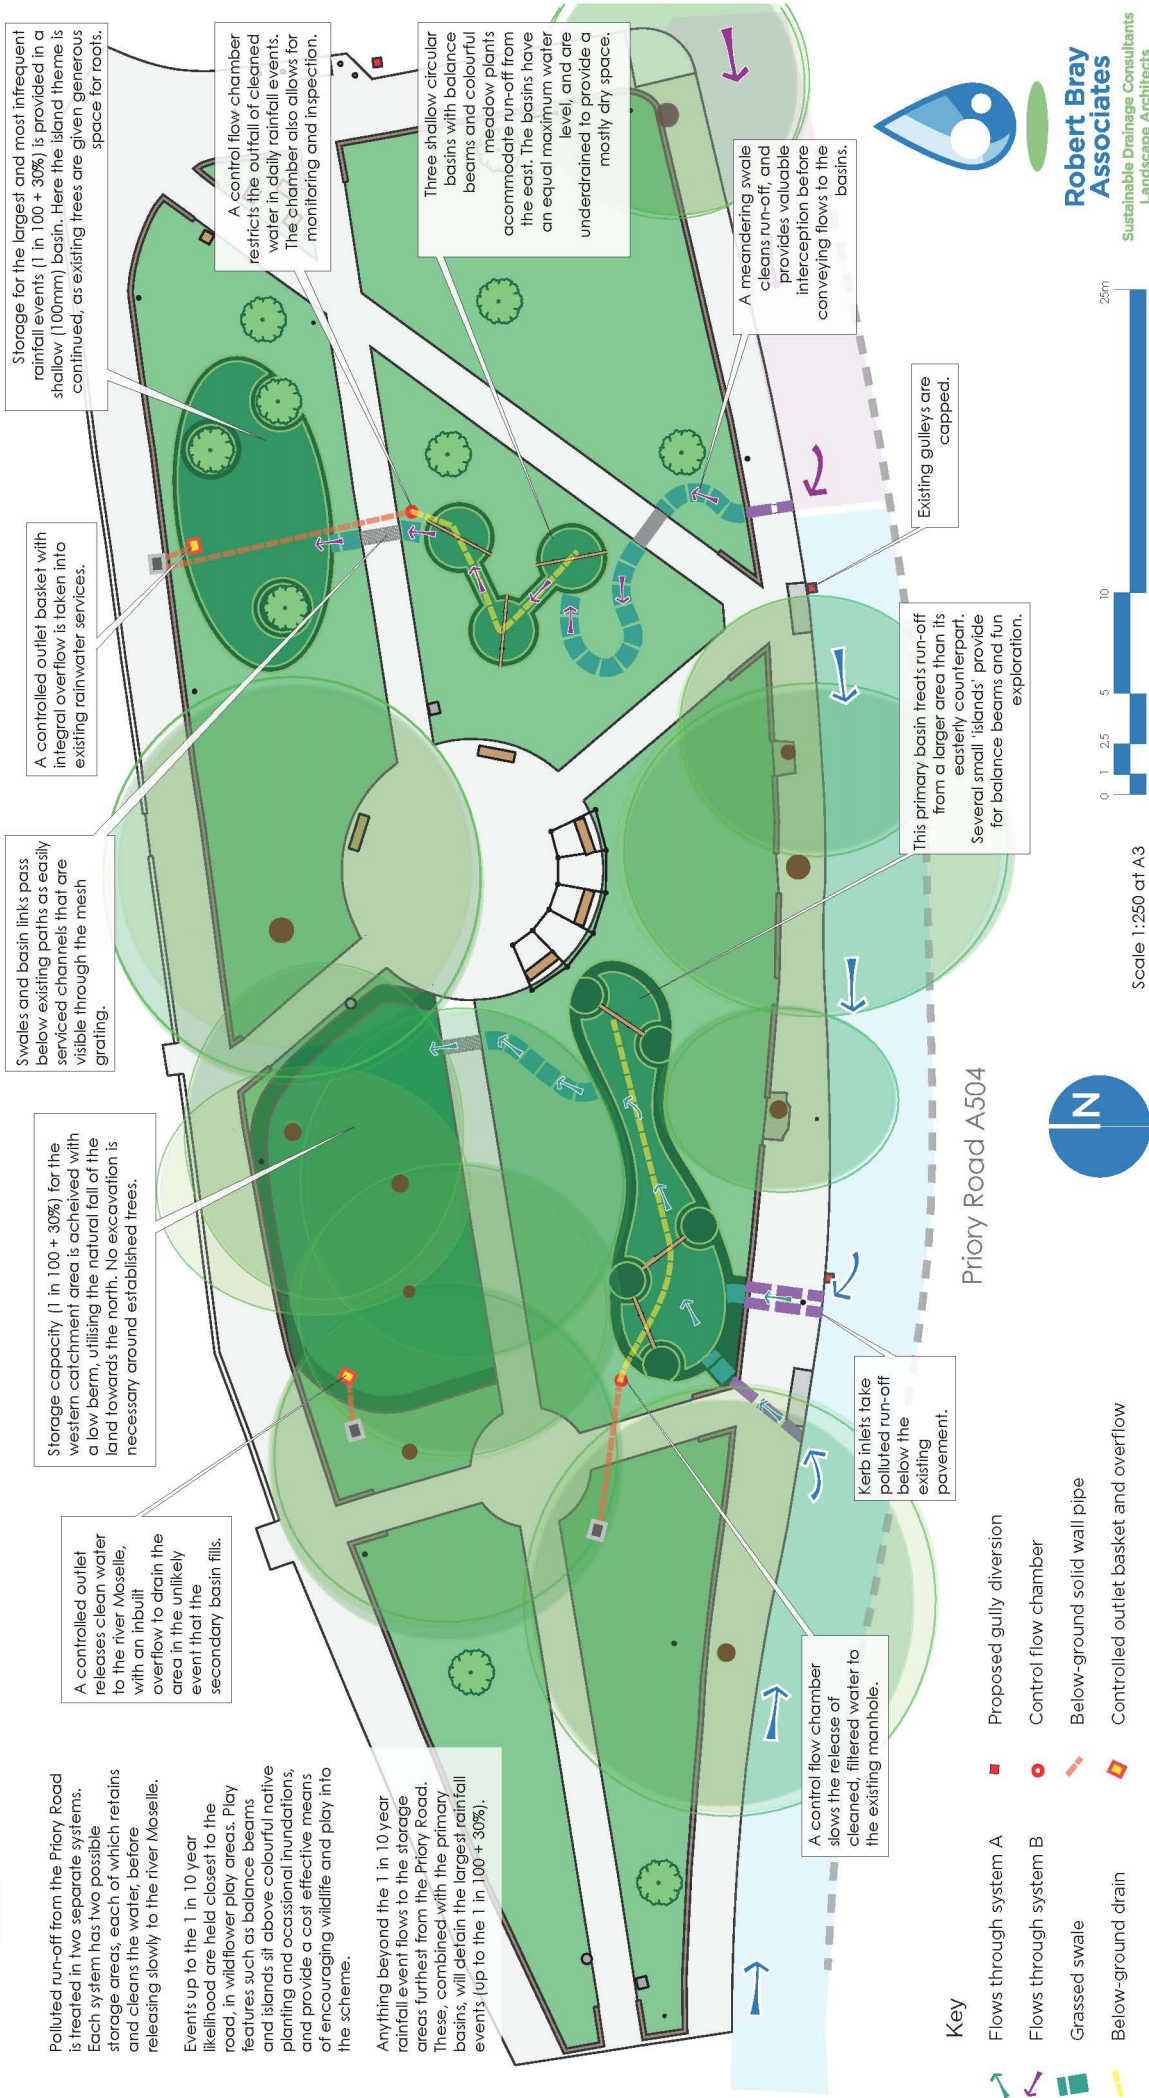 Polluted run-off from the Priory Road
is treated in two separate systems.
Each system has two possible
storage areas, each of which retains
and cleans the water, before
releasing slowly to the river Moselle.
Events up to the 1 in 10 year
likelihood are held closest to the
road, in wildflower play areas. Play
features such as balance beams
and islands sit above colourful native
planting and ocassional inundations,
and provide a cost effective means
of encouraging wildlife and play into
the scheme.
Anything beyond the 1 in 10 year
rainfall event flows to the storage
areas furthest from the Priory Road.
These, combined with the primary
basins, will detain the largest rainfall
events (up to the 1 in 100 + 30%).
A controlled outlet
releases clean water
to the river Moselle,
with an inbuilt
overflow to drain the
area in the unlikely
event that the
secondary basin fills.
Storage capacity (1 in 100 + 30%) for the
western catchment area is acheived with
a low berm, utilising the natural fall of the
land towards the north. No excavation is
necessary around established trees.
Swales and basin links pass
below existing paths as easily
serviced channels that are
visible through the mesh
grating.
A controlled outlet basket with
integral overflow is taken into
existing rainwater services.
Storage for the largest and most infrequent
rainfall events (1 in 100 + 30%) is provided in a
shallow (100mm) basin. Here the island theme is
continued, as existing trees are given generous
space for roots.
A control flow chamber
restricts the outfall of cleaned
water in daily rainfall events.
The chamber also allows for
monitoring and inspection.
Three shallow circular
basins with balance
beams and colourful
meadow plants
accommodate run-off from
the east. The basins have
an equal maximum water
level, and are
underdrained to provide a
mostly dry space.
A meandering swale
cleans run-off, and
provides valuable
interception before
conveying flows to the
basins.
Existing gulleys are
capped.
This primary basin treats run-off
from a larger area than its
easterly counterpart.
Several small 'islands' provide
for balance beams and fun
exploration.
Kerb inlets take
polluted run-off
below the
existing
pavement.
A control flow chamber
slows the release of
cleaned, filtered water to
the existing manhole.
Priory Road A504
Key
Flows through system A
Flows through system B
Grassed swale
Below-ground drain
Proposed gully diversion
Control flow chamber
Below-ground solid wall pipe
Controlled outlet basket and overflow
N
Scale 1:250 at A3
0 1 2.5 5 10 25m
Robert Bray
Associates
Sustainable Drainage Consultants
Landscape Architects